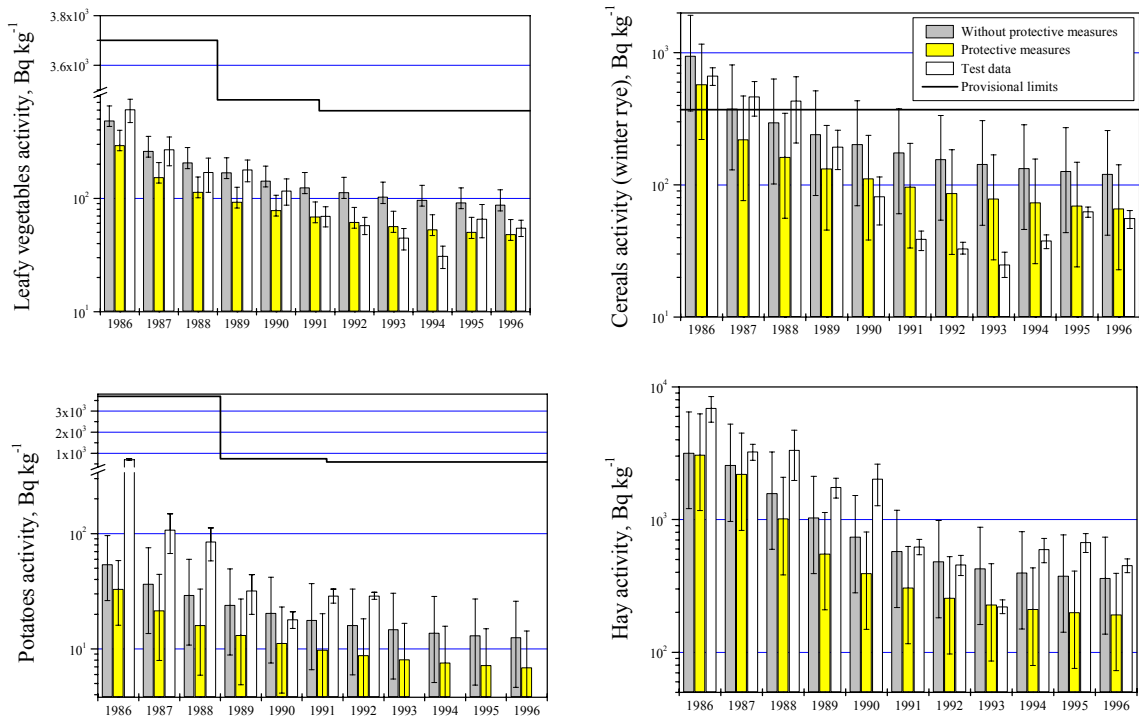 Leafy vegetables activity, Bq kg⁻¹
3.8x10³
3.6x10³
10²
10¹
1986 1987 1988 1989 1990 1991 1992 1993 1994 1995 1996
Cereals activity (winter rye), Bq kg⁻¹
10³
10²
10¹
Without protective measures
Protective measures
Test data
Provisional limits
1986 1987 1988 1989 1990 1991 1992 1993 1994 1995 1996
Potatoes activity, Bq kg⁻¹
3x10³
2x10³
1x10³
10²
10¹
1986 1987 1988 1989 1990 1991 1992 1993 1994 1995 1996
Hay activity, Bq kg⁻¹
10⁴
10³
10²
1986 1987 1988 1989 1990 1991 1992 1993 1994 1995 1996